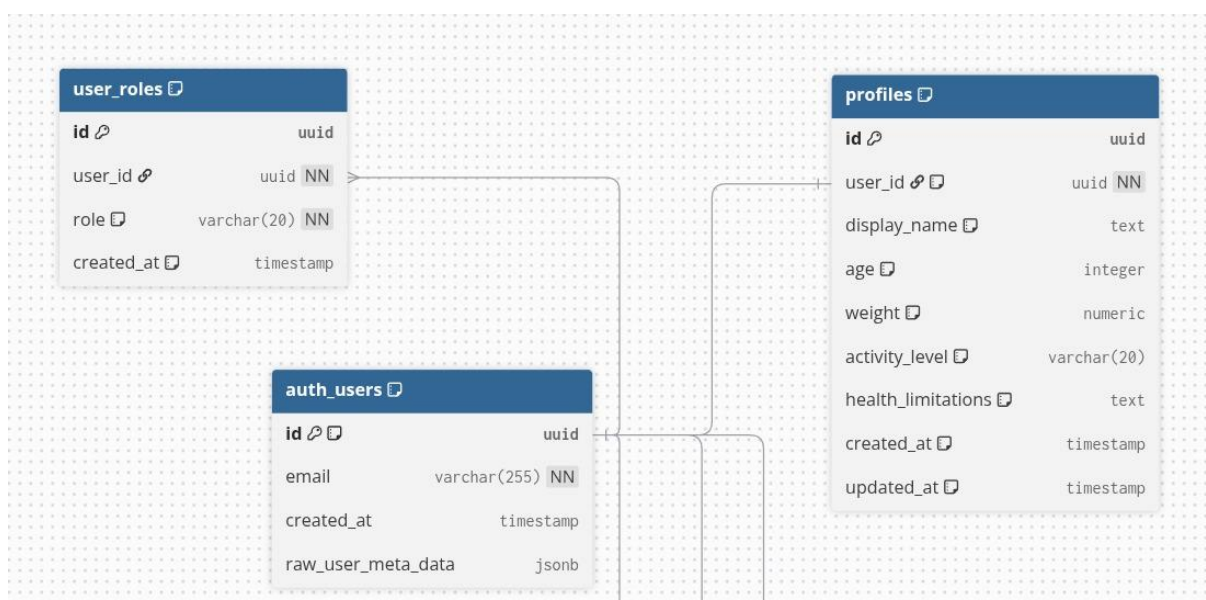 user_roles
id uuid
user_id uuid NN
role varchar(20) NN
created_at timestamp
auth_users
id uuid
email varchar(255) NN
created_at timestamp
raw_user_meta_data jsonb
profiles
id uuid
user_id uuid NN
display_name text
age integer
weight numeric
activity_level varchar(20)
health_limitations text
created_at timestamp
updated_at timestamp